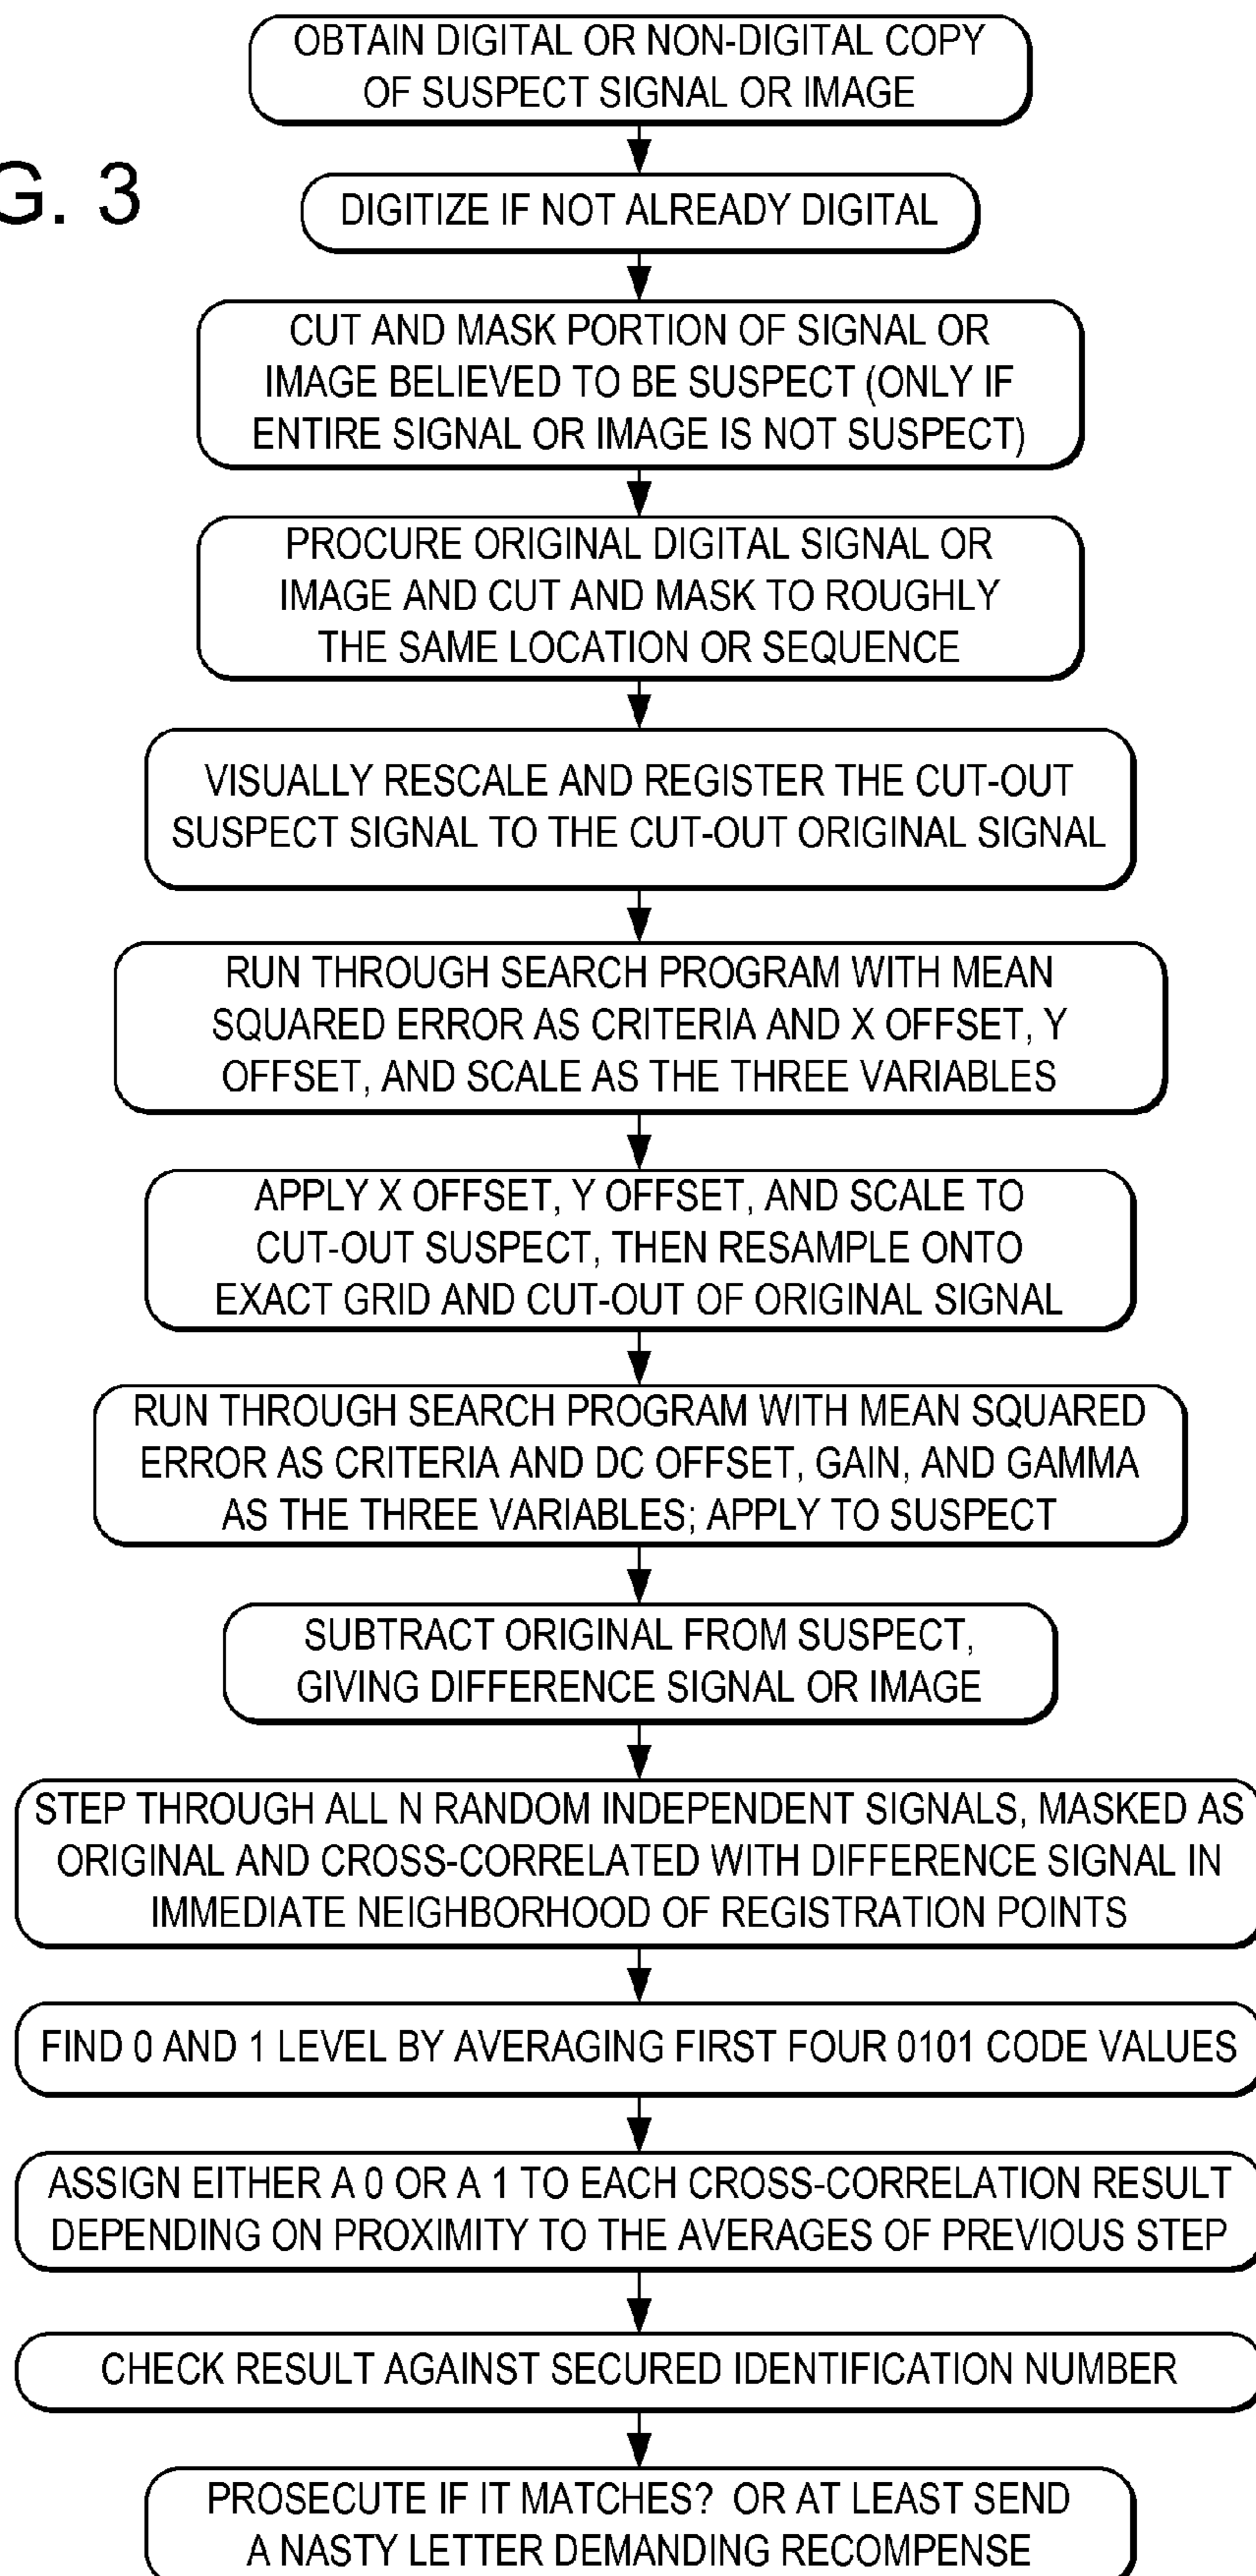 OBTAIN DIGITAL OR NON-DIGITAL COPY
OF SUSPECT SIGNAL OR IMAGE
G. 3
DIGITIZE IF NOT ALREADY DIGITAL
CUT AND MASK PORTION OF SIGNAL OR
IMAGE BELIEVED TO BE SUSPECT (ONLY IF
ENTIRE SIGNAL OR IMAGE IS NOT SUSPECT)
PROCURE ORIGINAL DIGITAL SIGNAL OR
IMAGE AND CUT AND MASK TO ROUGHLY
THE SAME LOCATION OR SEQUENCE
VISUALLY RESCALE AND REGISTER THE CUT-OUT
SUSPECT SIGNAL TO THE CUT-OUT ORIGINAL SIGNAL
RUN THROUGH SEARCH PROGRAM WITH MEAN
SQUARED ERROR AS CRITERIA AND X OFFSET, Y
OFFSET, AND SCALE AS THE THREE VARIABLES
APPLY X OFFSET, Y OFFSET, AND SCALE TO
CUT-OUT SUSPECT, THEN RESAMPLE ONTO
EXACT GRID AND CUT-OUT OF ORIGINAL SIGNAL
RUN THROUGH SEARCH PROGRAM WITH MEAN SQUARED
ERROR AS CRITERIA AND DC OFFSET, GAIN, AND GAMMA
AS THE THREE VARIABLES; APPLY TO SUSPECT
SUBTRACT ORIGINAL FROM SUSPECT,
GIVING DIFFERENCE SIGNAL OR IMAGE
STEP THROUGH ALL N RANDOM INDEPENDENT SIGNALS, MASKED AS
ORIGINAL AND CROSS-CORRELATED WITH DIFFERENCE SIGNAL IN
IMMEDIATE NEIGHBORHOOD OF REGISTRATION POINTS
FIND 0 AND 1 LEVEL BY AVERAGING FIRST FOUR 0101 CODE VALUES
ASSIGN EITHER A 0 OR A 1 TO EACH CROSS-CORRELATION RESULT
DEPENDING ON PROXIMITY TO THE AVERAGES OF PREVIOUS STEP
CHECK RESULT AGAINST SECURED IDENTIFICATION NUMBER
PROSECUTE IF IT MATCHES? OR AT LEAST SEND
A NASTY LETTER DEMANDING RECOMPENSE